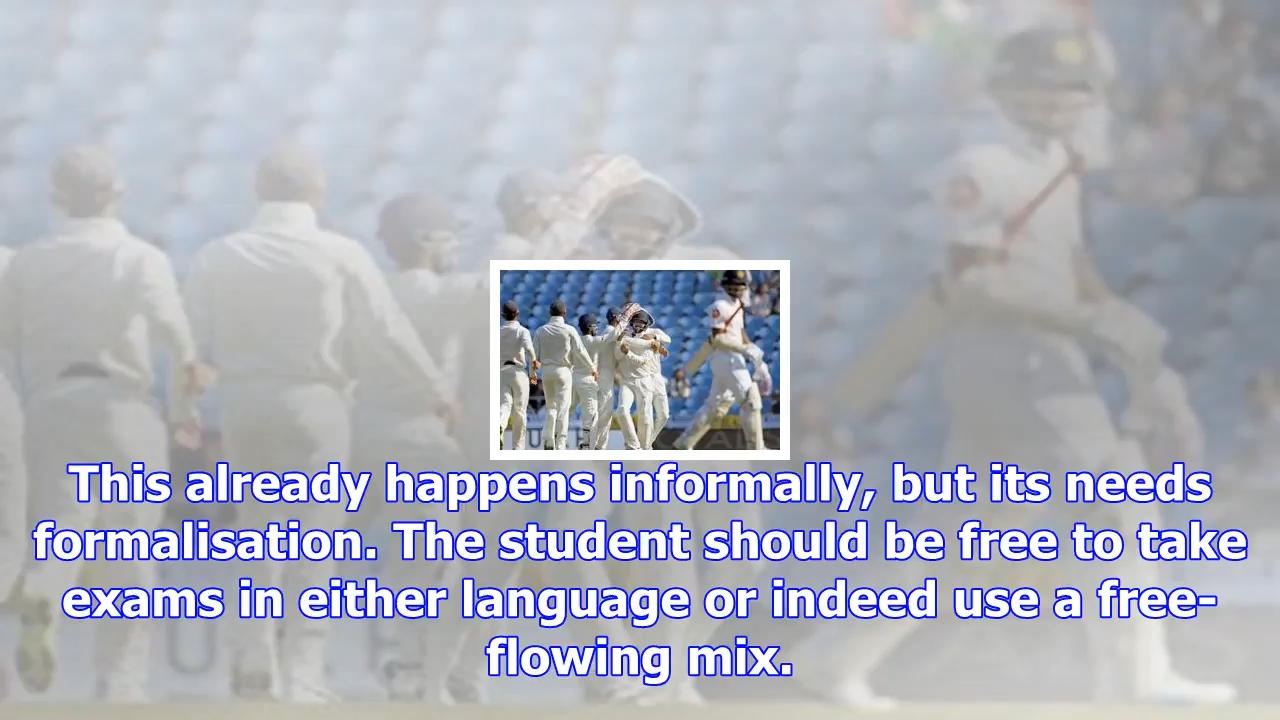 This already happens informally, but its needs
formalisation. The student should be free to take
exams in either language or indeed use a free-
flowing mix.